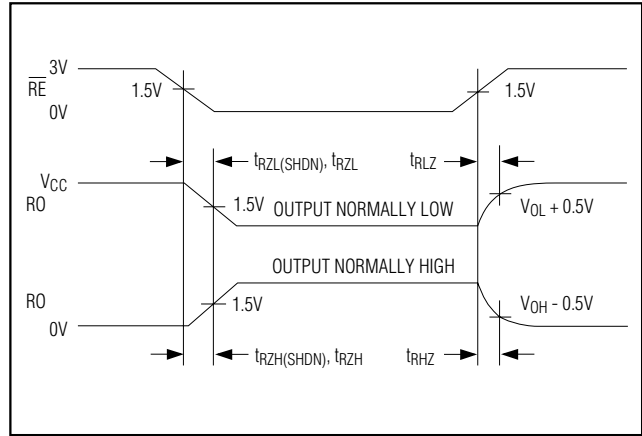 3V
RE
1.5V
1.5V
0V
tRZL(SHDN), tRZL
tRLZ
VCC
RO
1.5V
OUTPUT NORMALLY LOW
VOL + 0.5V
OUTPUT NORMALLY HIGH
RO
1.5V
VOH - 0.5V
0V
tRZH(SHDN), tRZH
tRHZ